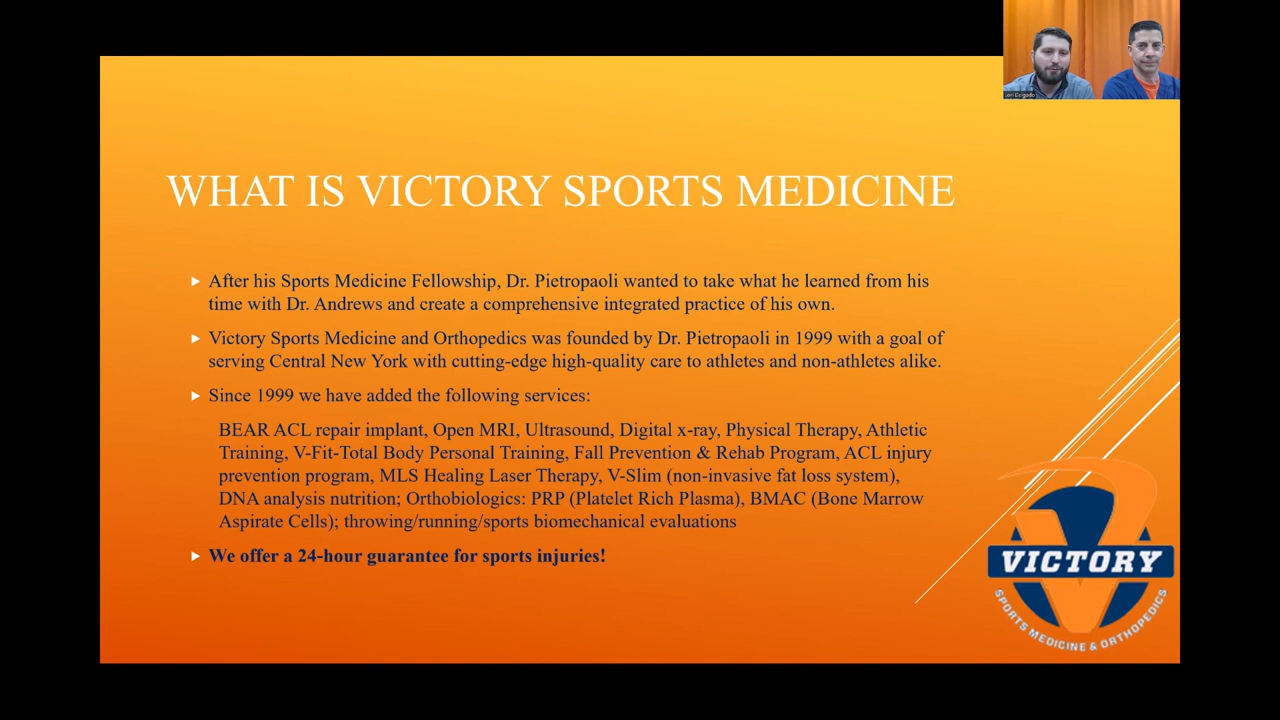 Lori Delgado
WHAT IS VICTORY SPORTS MEDICINE
After his Sports Medicine Fellowship, Dr. Pietropaoli wanted to take what he learned from his
time with Dr. Andrews and create a comprehensive integrated practice of his own.
Victory Sports Medicine and Orthopedics was founded by Dr. Pietropaoli in 1999 with a goal of
serving Central New York with cutting-edge high-quality care to athletes and non-athletes alike.
Since 1999 we have added the following services:
BEAR ACL repair implant, Open MRI, Ultrasound, Digital x-ray, Physical Therapy, Athletic
Training, V-Fit-Total Body Personal Training, Fall Prevention & Rehab Program, ACL injury
prevention program, MLS Healing Laser Therapy, V-Slim (non-invasive fat loss system),
DNA analysis nutrition; Orthobiologics: PRP (Platelet Rich Plasma), BMAC (Bone Marrow
Aspirate Cells); throwing/running/sports biomechanical evaluations
We offer a 24-hour guarantee for sports injuries!
VICTORY
SPORTS MEDICINE & ORTHOPEDICS